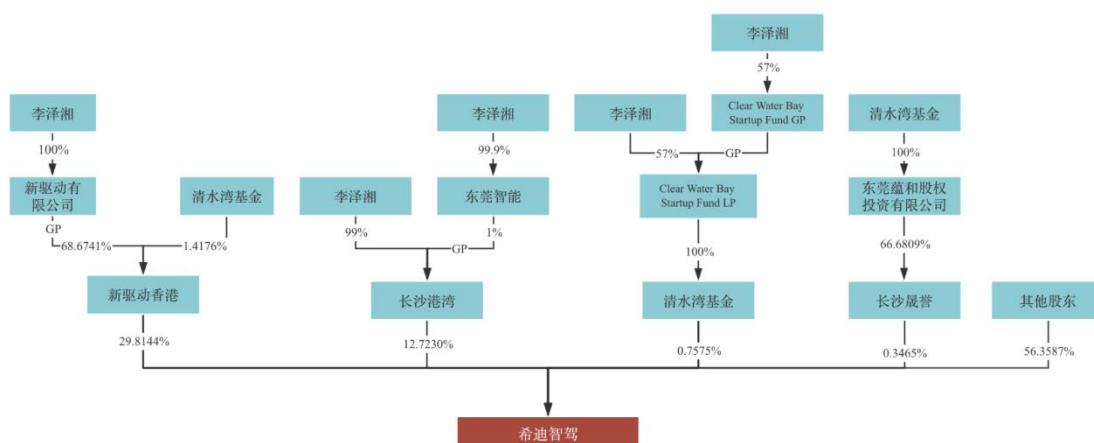 李泽湘
57%
李泽湘
李泽湘
李泽湘
Clear Water Bay
Startup Fund GP
清水湾基金
100%
99.9%
57%
GP
100%
新驱动有
限公司
清水湾基金
李泽湘
东莞智能
Clear Water Bay
Startup Fund LP
东莞蕴和股权
投资有限公司
GP
68.6741%
1.4176%
99%
GP
1%
100%
66.6809%
新驱动香港
长沙港湾
清水湾基金
长沙晟誉
其他股东
29.8144%
12.7230%
0.7575%
0.3465%
56.3587%
希迪智驾